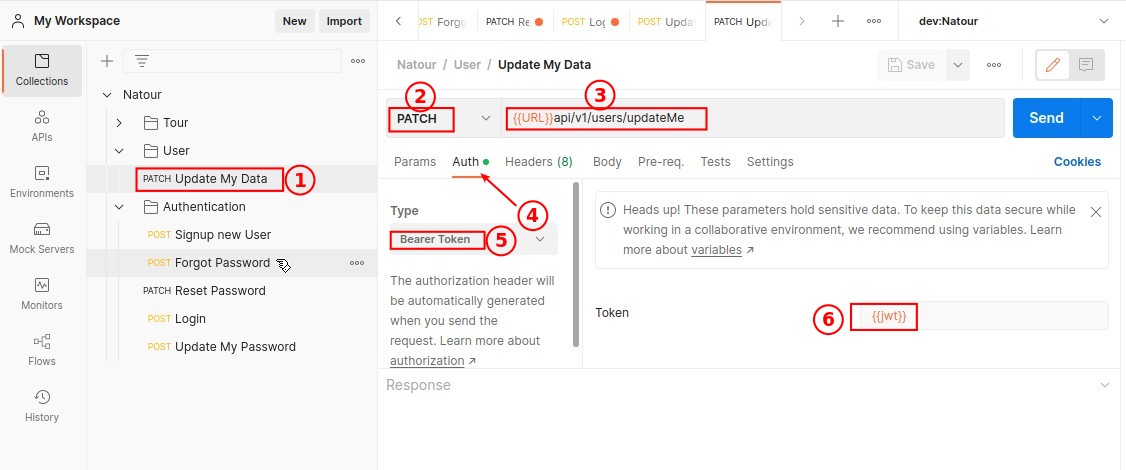 My Workspace
New
Import
OST Forgo
PATCH Re
POST Log
POST Upda
PATCH Upda
dev:Natour
Collections
APIs
Environments
Mock Servers
Monitors
Flows
History
Natour
Tour
User
PATCH Update My Data
1
Authentication
POST Signup new User
POST Forgot Password
PATCH Reset Password
POST Login
POST Update My Password
Natour / User / Update My Data
Save
2
3
PATCH
{{URL}}api/v1/users/updateMe
Send
Params
Auth
Headers (8)
Body
Pre-req.
Tests
Settings
Cookies
4
Type
Bearer Token
5
The authorization header will
be automatically generated
when you send the
request. Learn more about
authorization ↗
Heads up! These parameters hold sensitive data. To keep this data secure while
working in a collaborative environment, we recommend using variables. Learn
more about variables ↗
Token
6
{{jwt}}
Response